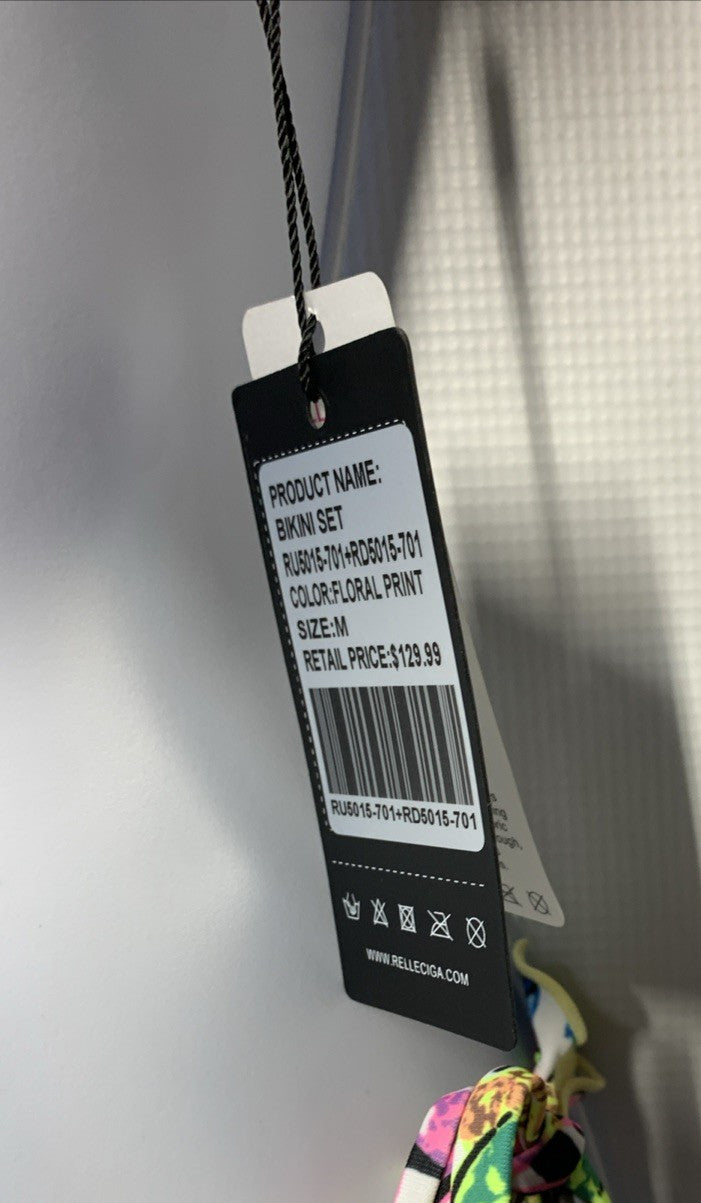 PRODUCT NAME:
BIKINI SET
RU5015-701+RD5015-701
COLOR:FLORAL PRINT
SIZE:M
RETAIL PRICE:$129.99
RU5015-701+RD5015-701
WWW.RELLECIGA.COM